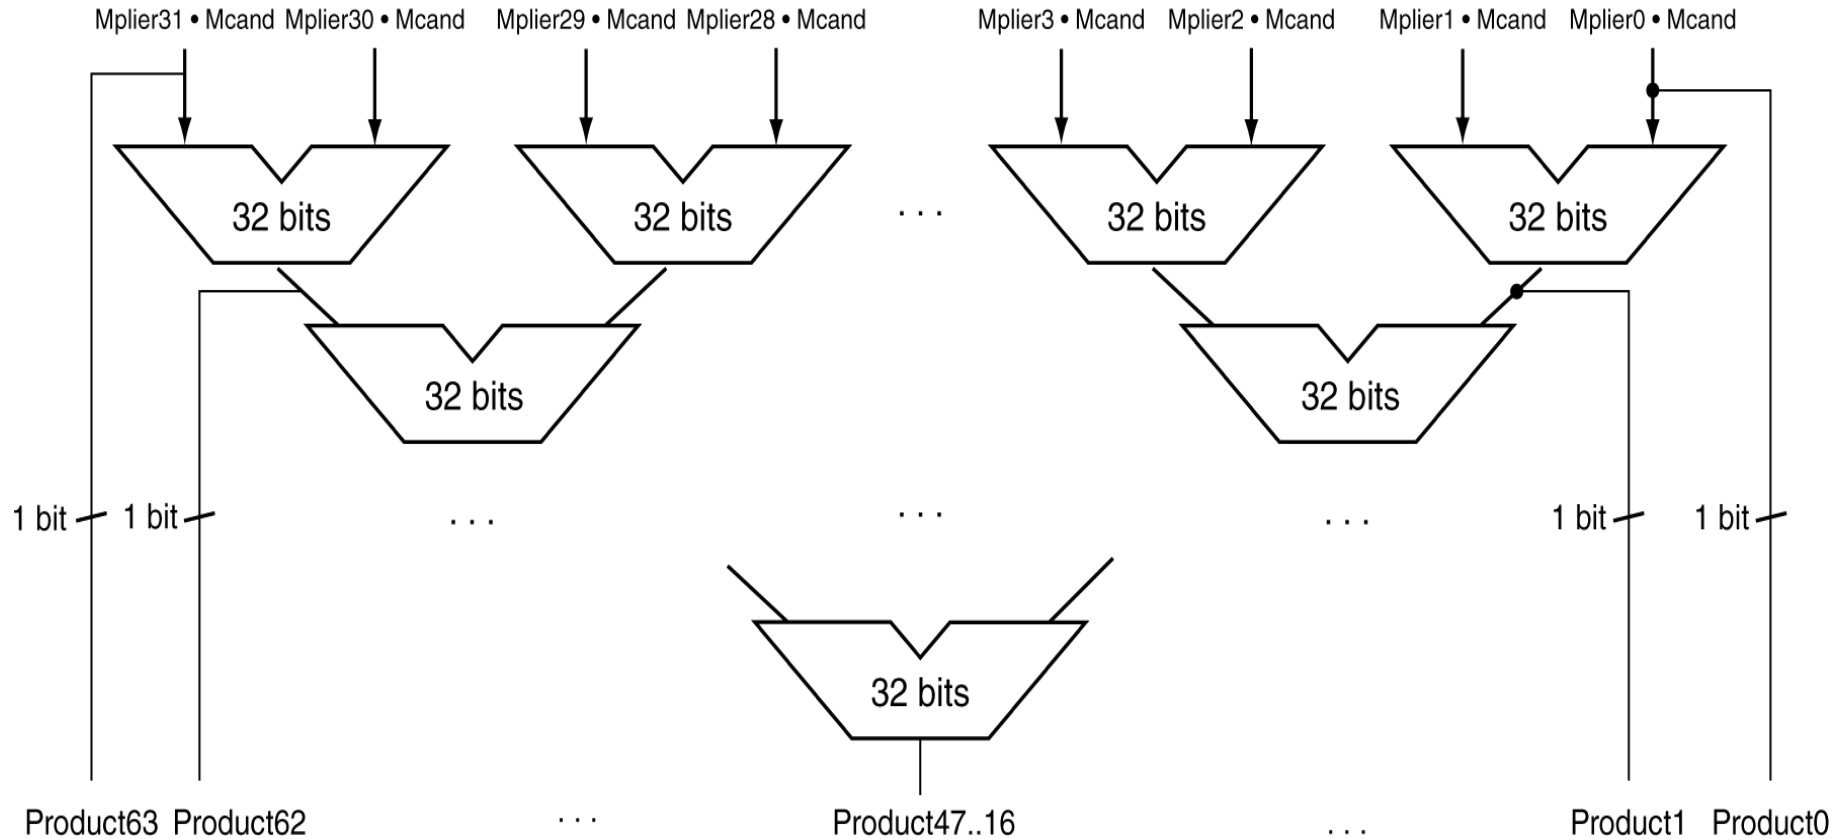 Mplier31 • Mcand Mplier30 • Mcand Mplier29 • Mcand Mplier28 • Mcand Mplier3 • Mcand Mplier2 • Mcand Mplier1 • Mcand Mplier0 • Mcand
32 bits 32 bits . . . 32 bits 32 bits
32 bits 32 bits
1 bit 1 bit . . . . . . . . . 1 bit 1 bit
32 bits
Product63 Product62 . . . Product47..16 . . . Product1 Product0